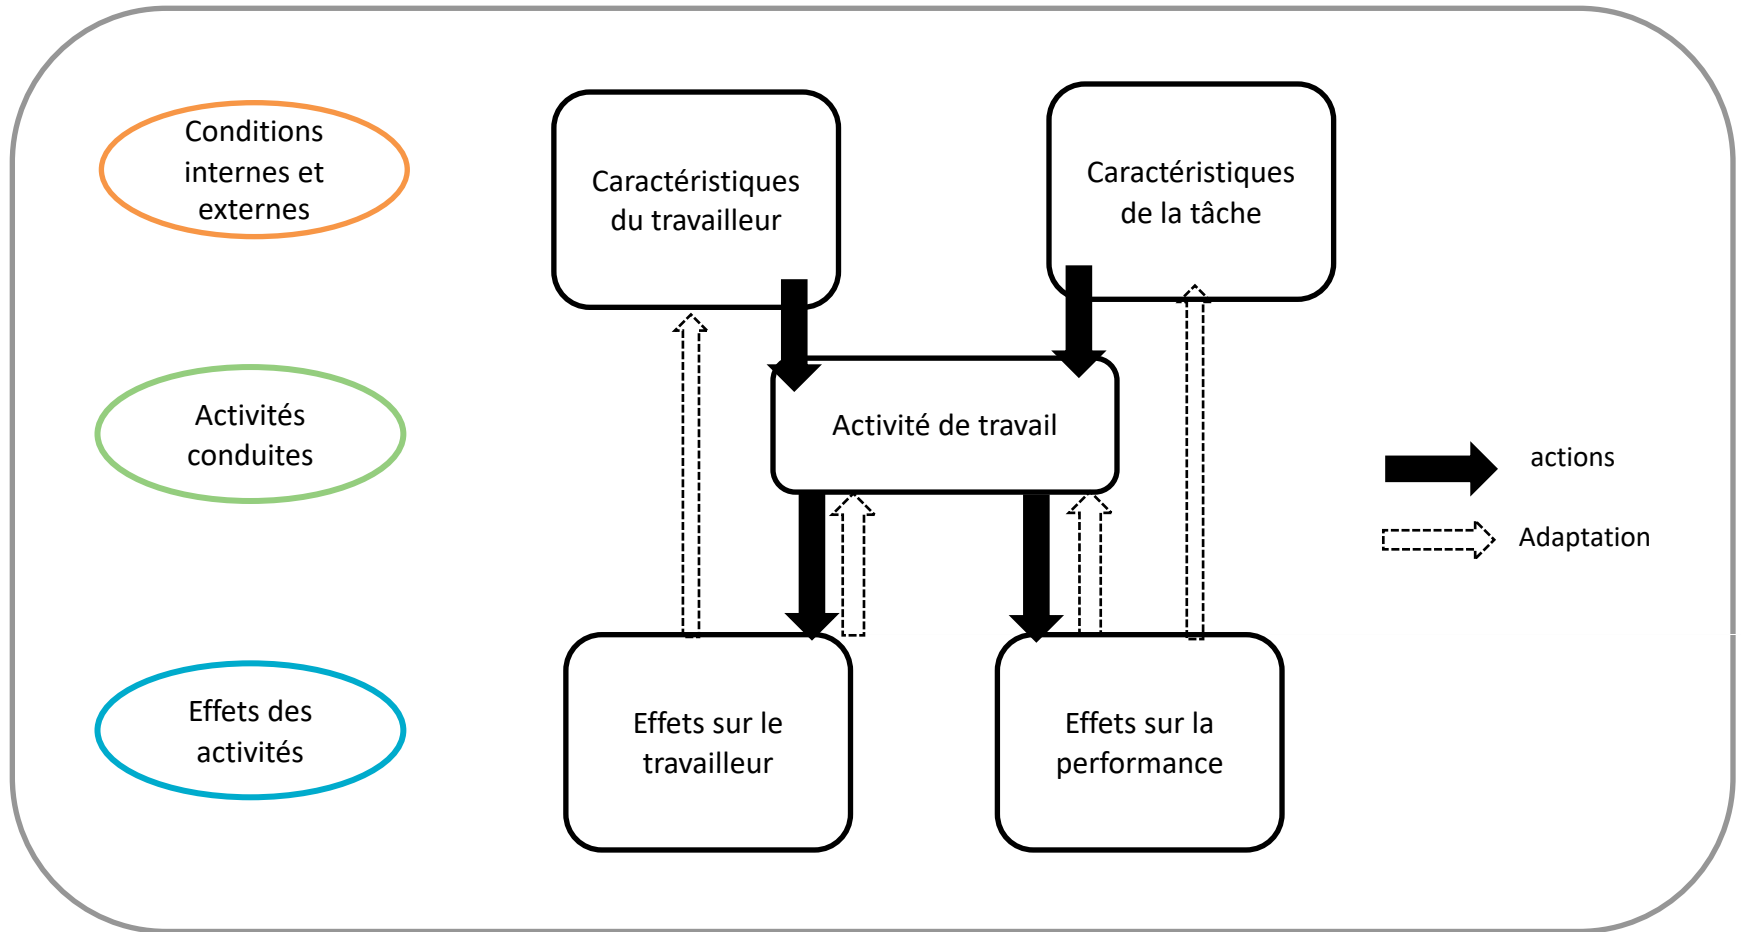 Conditions
internes et
externes
Caractéristiques
du travailleur
Caractéristiques
de la tâche
Activités
conduites
Activité de travail
actions
Adaptation
Effets des
activités
Effets sur le
travailleur
Effets sur la
performance